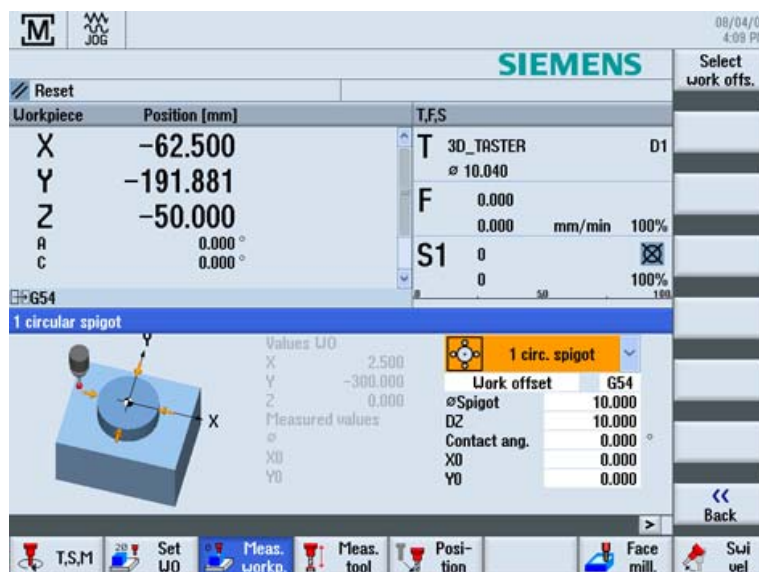 M
JOG
08/04/0
4:09 P
SIEMENS
Select
work offs.
Reset
Workpiece Position [mm]
T,F,S
X -62.500
Y -191.881
Z -50.000
A 0.000 °
C 0.000 °
G54
T 3D_TASTER D1
ø 10.040
F 0.000
0.000 mm/min 100%
S1 0
0 100%
0 50 100
1 circular spigot
Y
X
Values WO
X 2.500
Y -300.000
Z 0.000
Measured values
ø
X0
Y0
1 circ. spigot
Work offset G54
øSpigot 10.000
DZ 10.000
Contact ang. 0.000 °
X0 0.000
Y0 0.000
<<
Back
>
T,S,M
Set
WO
Meas.
workp.
Meas.
tool
Posi-
tion
Face
mill.
Swi
vel